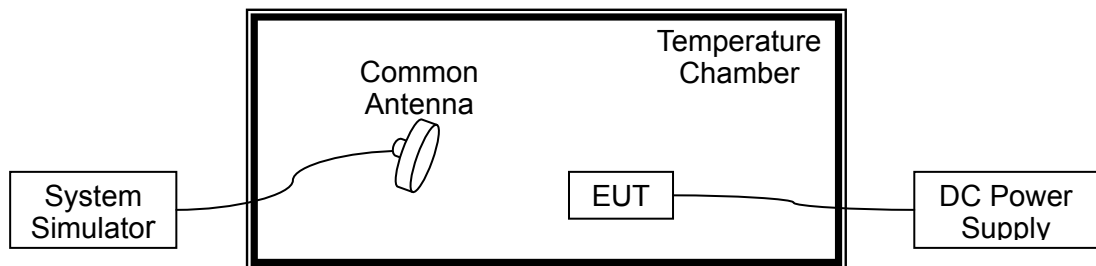 Temperature
Chamber
Common
Antenna
System
Simulator
EUT
DC Power
Supply